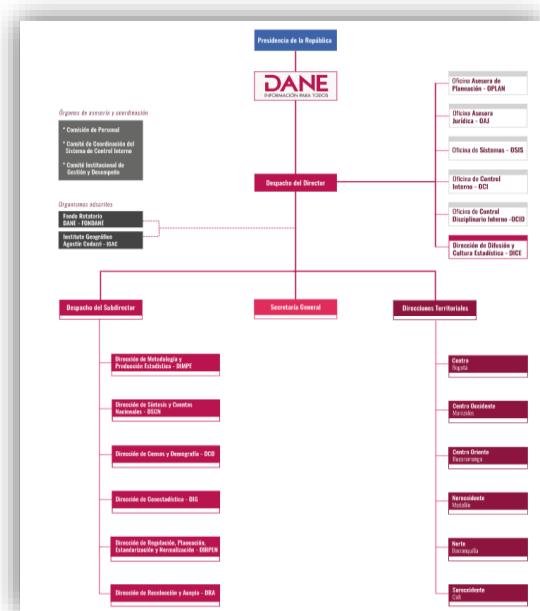 Presidencia de la República
DANE
INFORMACIÓN PARA TODOS
Órganos de asesoría y coordinación
* Comisión de Personal
* Comité de Coordinación del
Sistema de Control Interno
* Comité Institucional de
Gestión y Desempeño
Oficina Asesora de
Planeación - OPLAN
Oficina Asesora
Jurídica - OAJ
Oficina de Sistemas - OSIS
Oficina de Control
Interno - OCI
Oficina de Control
Disciplinario Interno - OCID
Dirección de Difusión y
Cultura Estadística - DICE
Despacho del Director
Organismos adscritos
Fondo Rotatorio
DANE - FONDANE
Instituto Geográfico
Agustín Codazzi - IGAC
Despacho del Subdirector
Secretaría General
Direcciones Territoriales
Dirección de Metodología y
Producción Estadística - DIMPE
Dirección de Síntesis y Cuentas
Nacionales - DSCN
Dirección de Censos y Demografía - DCD
Dirección de Geoestadística - DIG
Dirección de Regulación, Planeación,
Estandarización y Normalización - DIRPEN
Dirección de Recolección y Acopio - DRA
Centro
Bogotá
Centro Occidente
Manizales
Centro Oriente
Bucaramanga
Noroccidente
Medellín
Norte
Barranquilla
Suroccidente
Cali